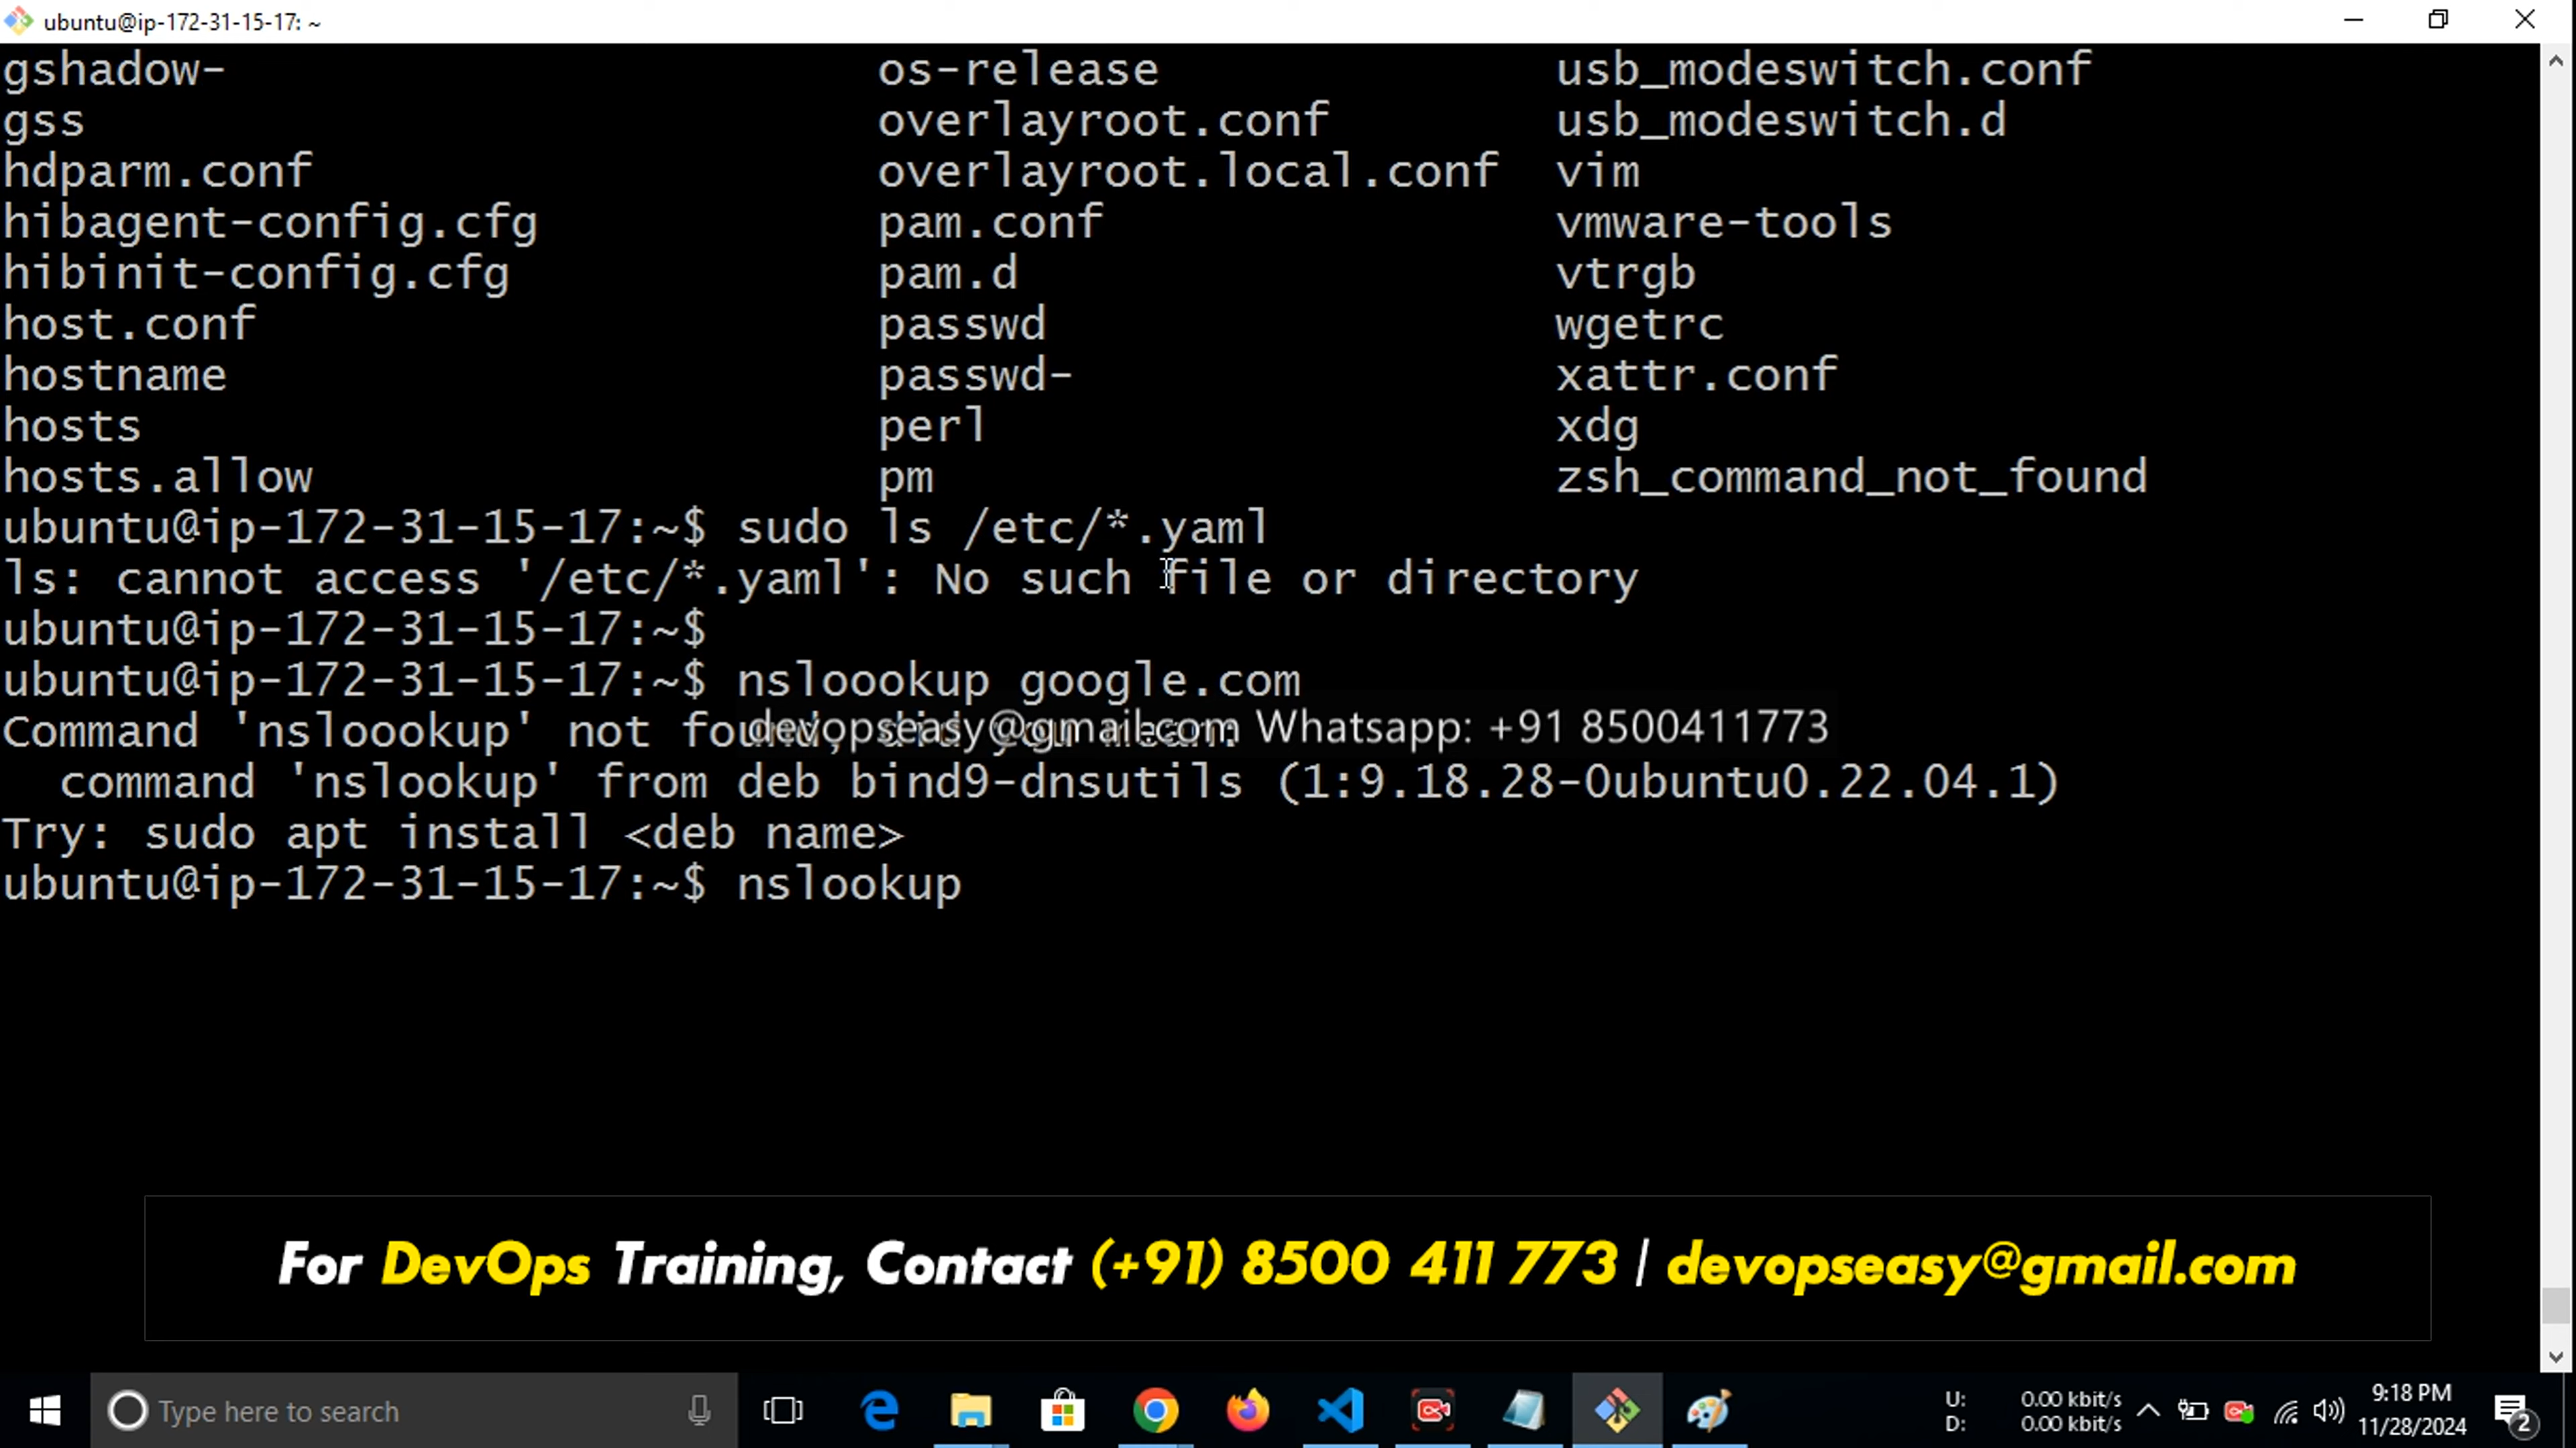 ubuntu@ip-172-31-15-17: ~
gshadow- os-release usb_modeswitch.conf
gss overlayroot.conf usb_modeswitch.d
hdparm.conf overlayroot.local.conf vim
hibagent-config.cfg pam.conf vmware-tools
hibinit-config.cfg pam.d vtrgb
host.conf passwd wgetrc
hostname passwd- xattr.conf
hosts perl xdg
hosts.allow pm zsh_command_not_found
ubuntu@ip-172-31-15-17:~$ sudo ls /etc/*.yaml
ls: cannot access '/etc/*.yaml': No such file or directory
ubuntu@ip-172-31-15-17:~$
ubuntu@ip-172-31-15-17:~$ nsloookup google.com
Command 'nsloookup' not found, did
devopseasy@gmail.com Whatsapp: +91 8500411773
command 'nslookup' from deb bind9-dnsutils (1:9.18.28-0ubuntu0.22.04.1)
Try: sudo apt install <deb name>
ubuntu@ip-172-31-15-17:~$ nslookup
For DevOps Training, Contact (+91) 8500 411 773 | devopseasy@gmail.com
Type here to search
U: 0.00 kbit/s
D: 0.00 kbit/s
9:18 PM
11/28/2024
2